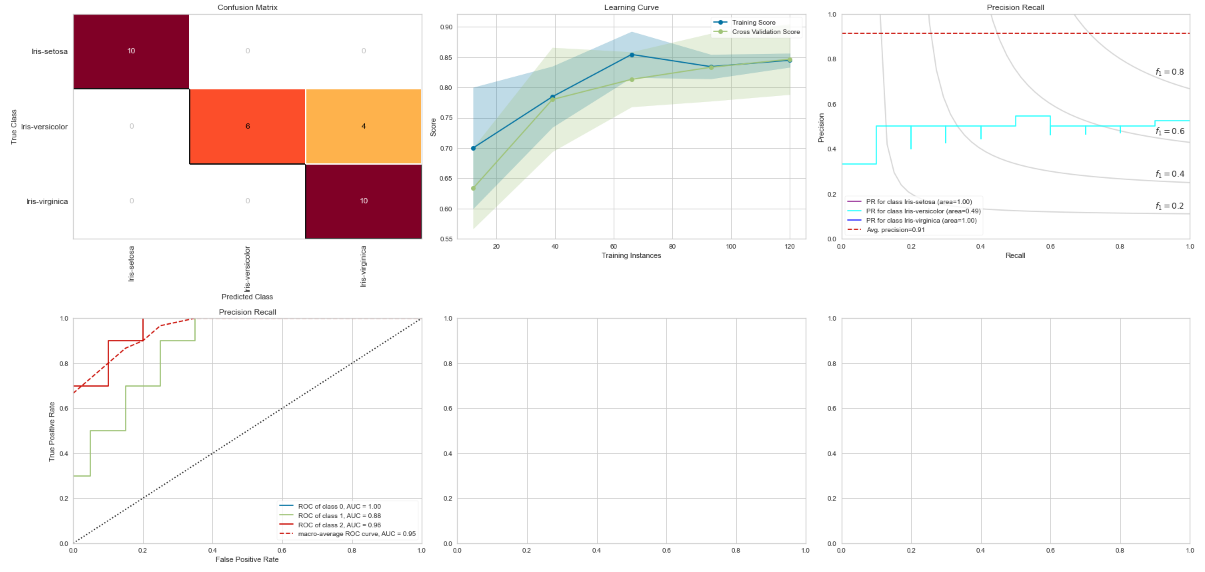 Confusion Matrix
True Class
Iris-setosa
Iris-versicolor
Iris-virginica
10 0 0
0 6 4
0 0 10
Iris-setosa
Iris-versicolor
Iris-virginica
Predicted Class
Learning Curve
Score
0.90
0.85
0.80
0.75
0.70
0.65
0.60
0.55
Training Score
Cross Validation Score
20 40 60 80 100 120
Training Instances
Precision Recall
Precision
1.0
0.8
0.6
0.4
0.2
0.0
f₁ = 0.8
f₁ = 0.6
f₁ = 0.4
f₁ = 0.2
PR for class Iris-setosa (area=1.00)
PR for class Iris-versicolor (area=0.49)
PR for class Iris-virginica (area=1.00)
Avg. precision=0.91
0.0 0.2 0.4 0.6 0.8 1.0
Recall
Precision Recall
True Positive Rate
1.0
0.8
0.6
0.4
0.2
0.0
ROC of class 0, AUC = 1.00
ROC of class 1, AUC = 0.88
ROC of class 2, AUC = 0.96
macro-average ROC curve, AUC = 0.95
0.0 0.2 0.4 0.6 0.8 1.0
False Positive Rate
1.0
0.8
0.6
0.4
0.2
0.0
0.0 0.2 0.4 0.6 0.8 1.0
1.0
0.8
0.6
0.4
0.2
0.0
0.0 0.2 0.4 0.6 0.8 1.0